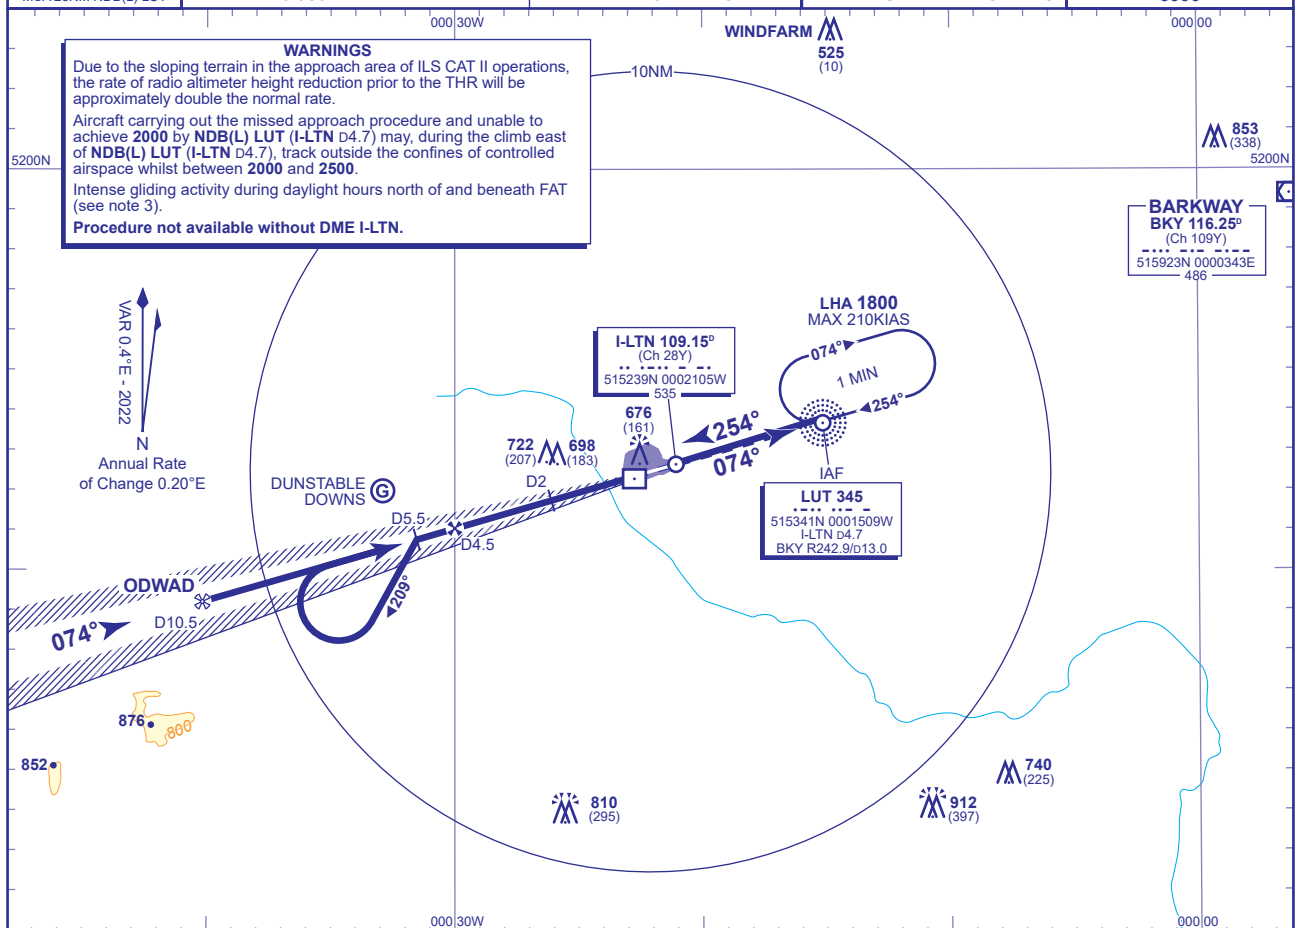 000 30W
000 00
WINDFARM
525
(10)
WARNINGS
Due to the sloping terrain in the approach area of ILS CAT II operations,
the rate of radio altimeter height reduction prior to the THR will be
approximately double the normal rate.
Aircraft carrying out the missed approach procedure and unable to
achieve 2000 by NDB(L) LUT (I-LTN D4.7) may, during the climb east
of NDB(L) LUT (I-LTN D4.7), track outside the confines of controlled
airspace whilst between 2000 and 2500.
Intense gliding activity during daylight hours north of and beneath FAT
(see note 3).
Procedure not available without DME I-LTN.
10NM
853
(338)
5200N
5200N
BARKWAY
BKY 116.25D
(Ch 109Y)
515923N 0000343E
486
VAR 0.4°E - 2022
N
Annual Rate
of Change 0.20°E
LHA 1800
MAX 210KIAS
074°
1 MIN
254°
I-LTN 109.15D
(Ch 28Y)
515239N 0002105W
535
676
(161)
254°
074°
722
(207)
698
(183)
D2
IAF
LUT 345
515341N 0001509W
I-LTN D4.7
BKY R242.9/D13.0
DUNSTABLE
DOWNS
G
D5.5
D4.5
ODWAD
D10.5
074°
209°
876
800
852
810
(295)
912
(397)
740
(225)
000 30W
000 00